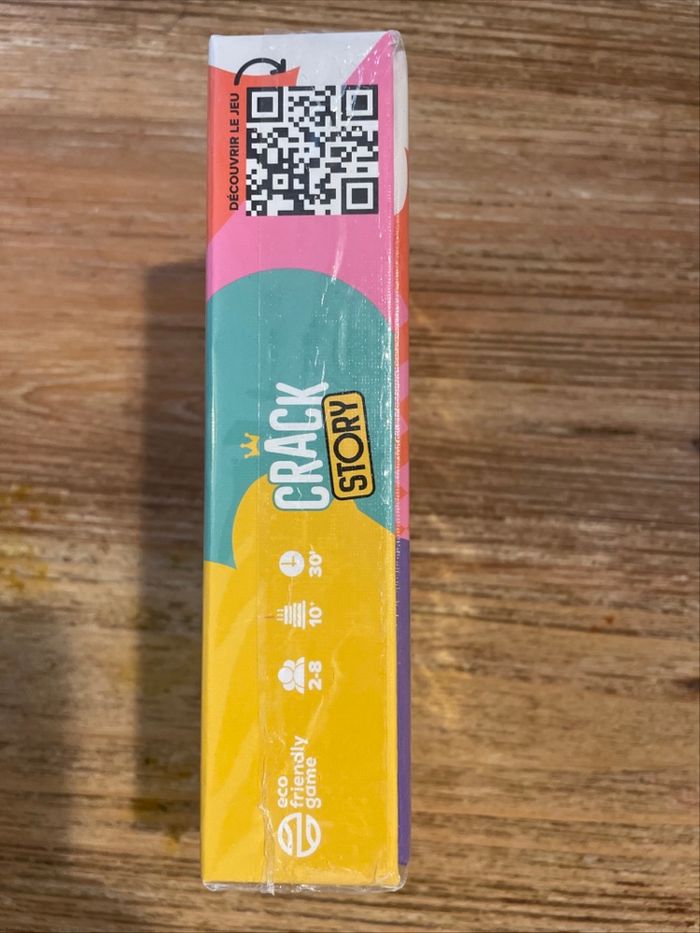 eco
friendly
game
2-8
10+
30'
CRACK
STORY
DÉCOUVRIR LE JEU